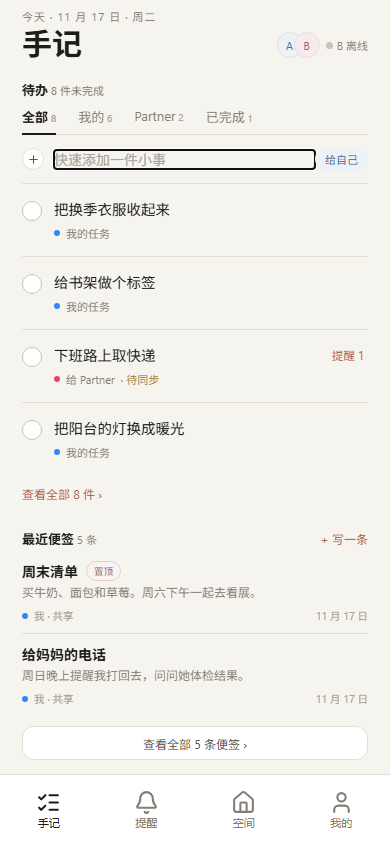 今天 · 11 月 17 日 · 周二
手记
A B B 离线
待办 8 件未完成
全部 8 我的 6 Partner 2 已完成 1
快速添加一件小事 给自己
把换季衣服收起来
我的任务
给书架做个标签
我的任务
下班路上取快递 提醒 1
给 Partner · 待同步
把阳台的灯换成暖光
我的任务
查看全部 8 件 ›
最近便签 5 条 + 写一条
周末清单 置顶
买牛奶、面包和草莓。周六下午一起去看展。
我 · 共享 11 月 17 日
给妈妈的电话
周日晚上提醒我打回去，问问她体检结果。
我 · 共享 11 月 17 日
查看全部 5 条便签 ›
手记 提醒 空间 我的